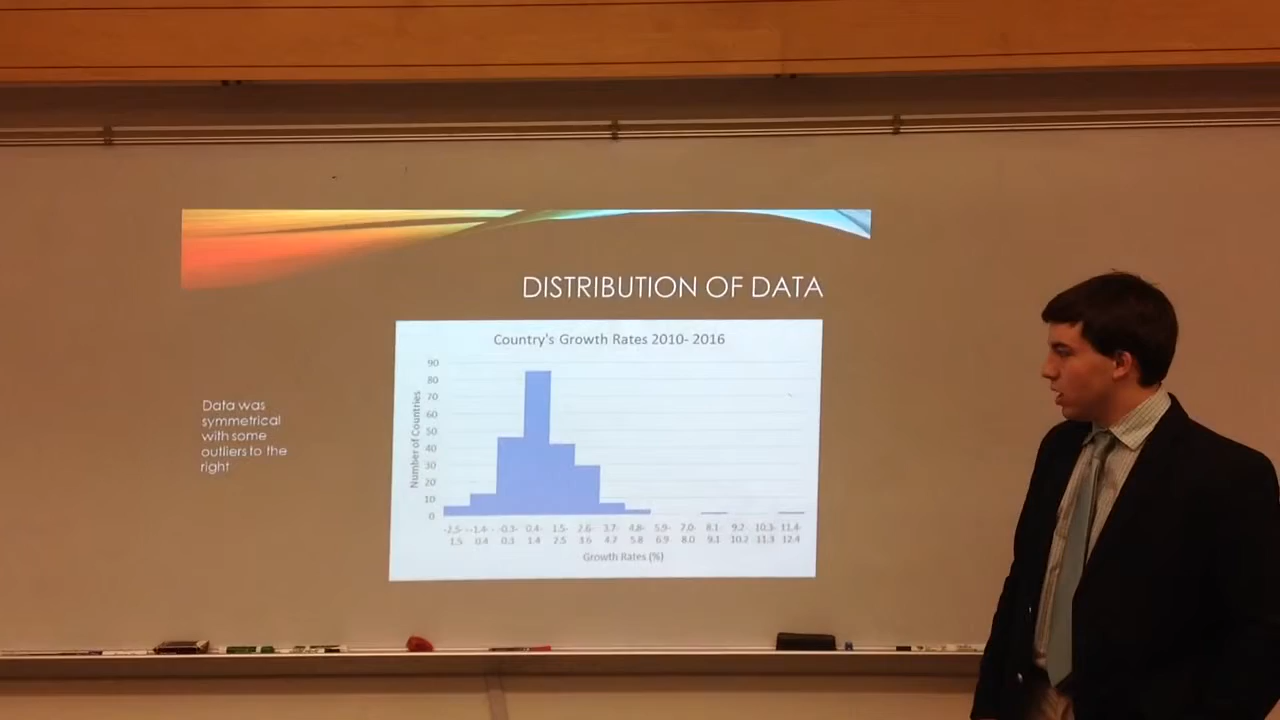 DISTRIBUTION OF DATA
Data was
symmetrical
with some
outliers to the
right
Country's Growth Rates 2010- 2016
Number of Countries
90
80
70
60
50
40
30
20
10
0
-2.5- -1.4- -0.3- 0.4- 1.5- 2.6- 3.7- 4.8- 5.9- 7.0- 8.1- 9.2- 10.3- 11.4-
1.5 0.4 0.3 1.4 2.5 3.6 4.7 5.8 6.9 8.0 9.1 10.2 11.3 12.4
Growth Rates (%)